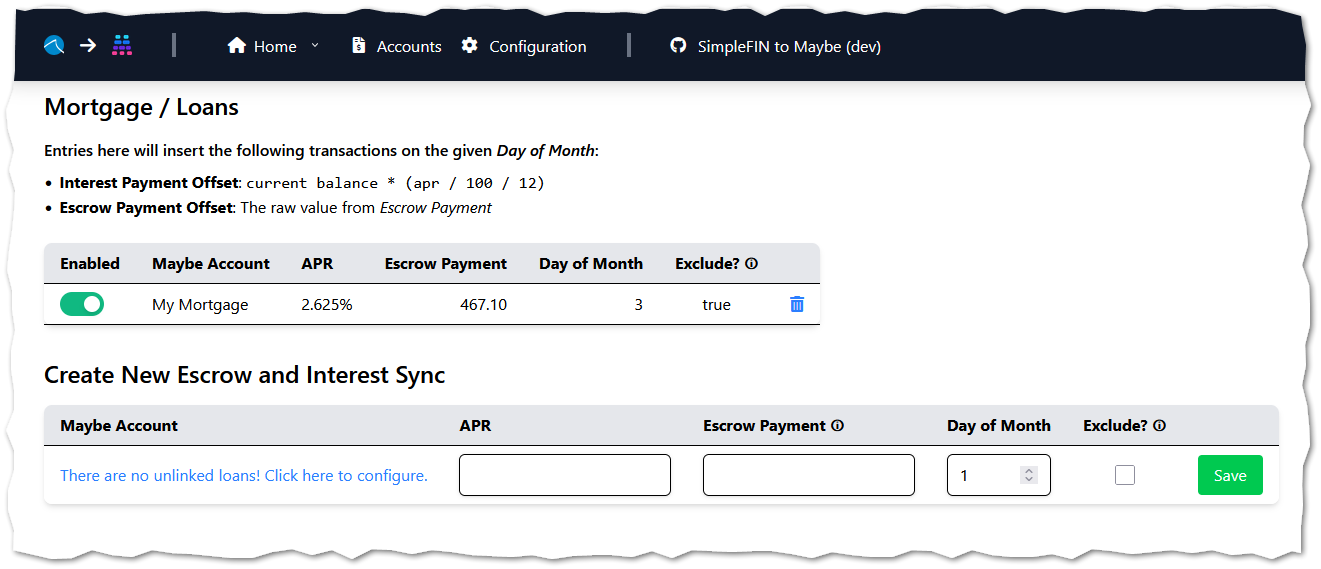 Home Accounts Configuration SimpleFIN to Maybe (dev)
Mortgage / Loans
Entries here will insert the following transactions on the given Day of Month:
• Interest Payment Offset: current balance * (apr / 100 / 12)
• Escrow Payment Offset: The raw value from Escrow Payment
Enabled Maybe Account APR Escrow Payment Day of Month Exclude?
My Mortgage 2.625% 467.10 3 true
Create New Escrow and Interest Sync
Maybe Account APR Escrow Payment Day of Month Exclude?
There are no unlinked loans! Click here to configure. 1 Save